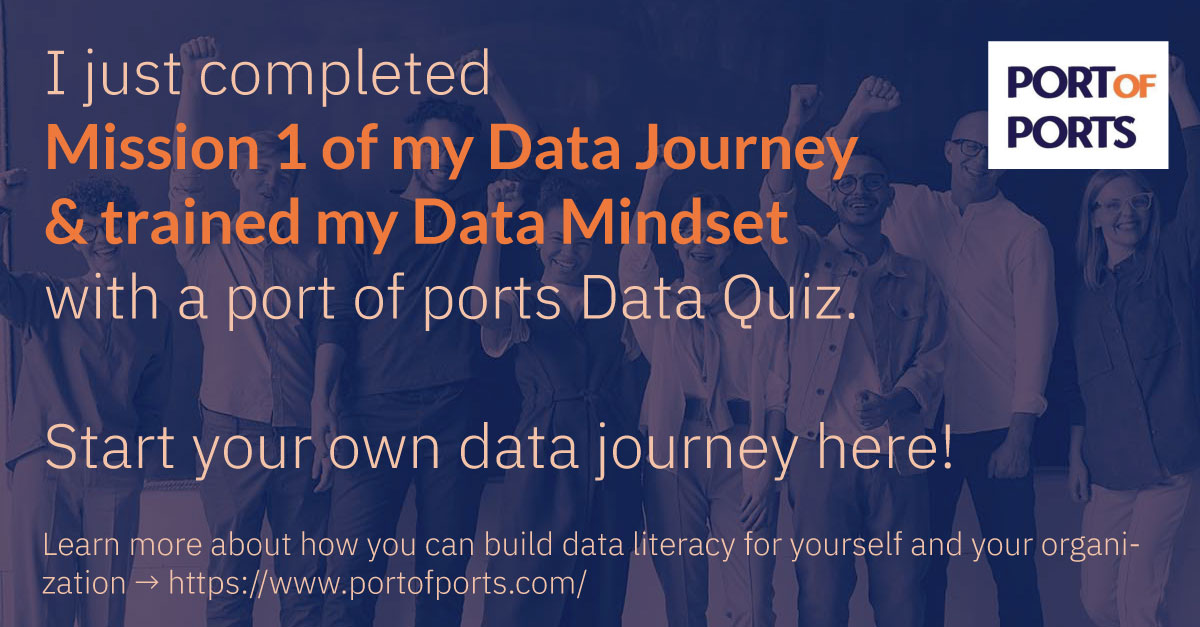 I just completed
Mission 1 of my Data Journey
& trained my Data Mindset
with a port of ports Data Quiz.
PORT OF
PORTS
Start your own data journey here!
Learn more about how you can build data literacy for yourself and your organi-
zation → https://www.portofports.com/